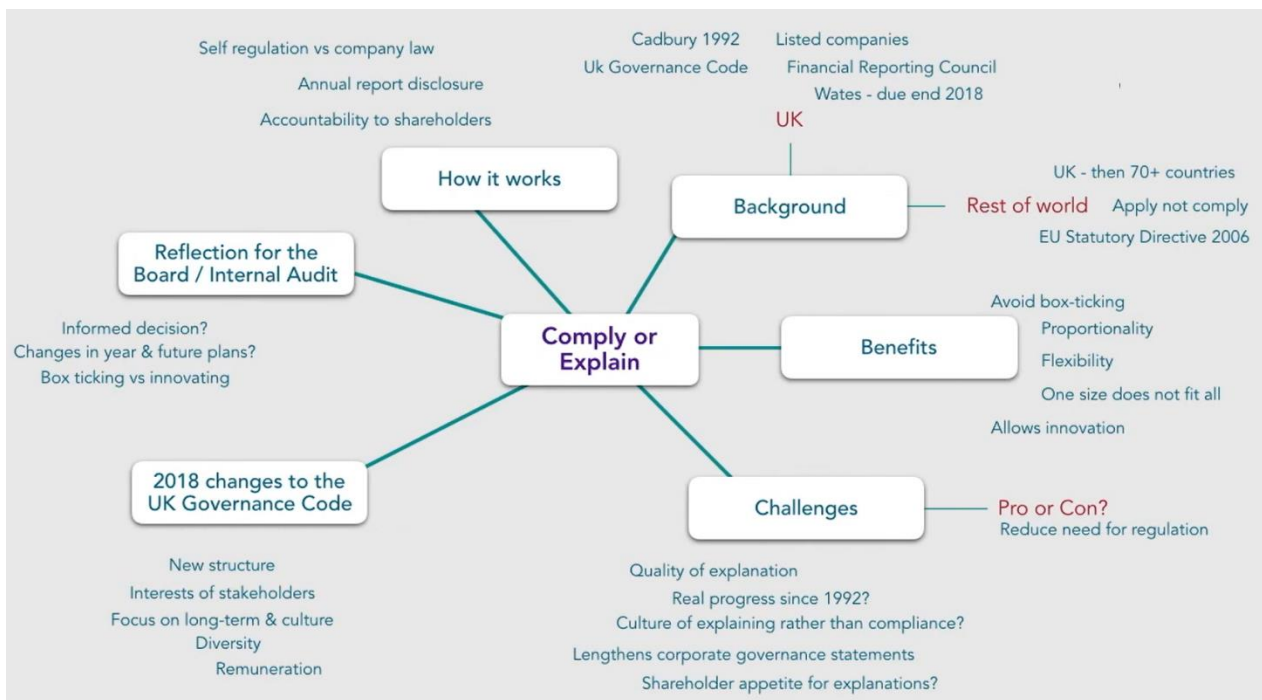 Self regulation vs company law
Annual report disclosure
Accountability to shareholders
How it works
Cadbury 1992
Listed companies
Uk Governance Code
Financial Reporting Council
Wates - due end 2018
UK
Background
UK - then 70+ countries
Rest of world
Apply not comply
EU Statutory Directive 2006
Reflection for the
Board / Internal Audit
Informed decision?
Changes in year & future plans?
Box ticking vs innovating
Comply or
Explain
Benefits
Avoid box-ticking
Proportionality
Flexibility
One size does not fit all
Allows innovation
2018 changes to the
UK Governance Code
New structure
Interests of stakeholders
Focus on long-term & culture
Diversity
Remuneration
Challenges
Pro or Con?
Reduce need for regulation
Quality of explanation
Real progress since 1992?
Culture of explaining rather than compliance?
Lengthens corporate governance statements
Shareholder appetite for explanations?